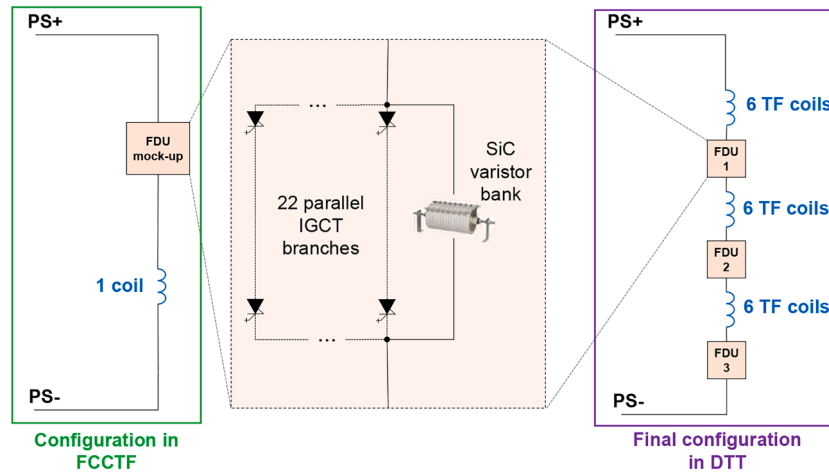 PS+
FDU
mock-up
1 coil
PS-
Configuration in
FCCTF
...
22 parallel
IGCT
branches
...
SiC
varistor
bank
PS+
6 TF coils
FDU
1
6 TF coils
FDU
2
6 TF coils
FDU
3
PS-
Final configuration
in DTT